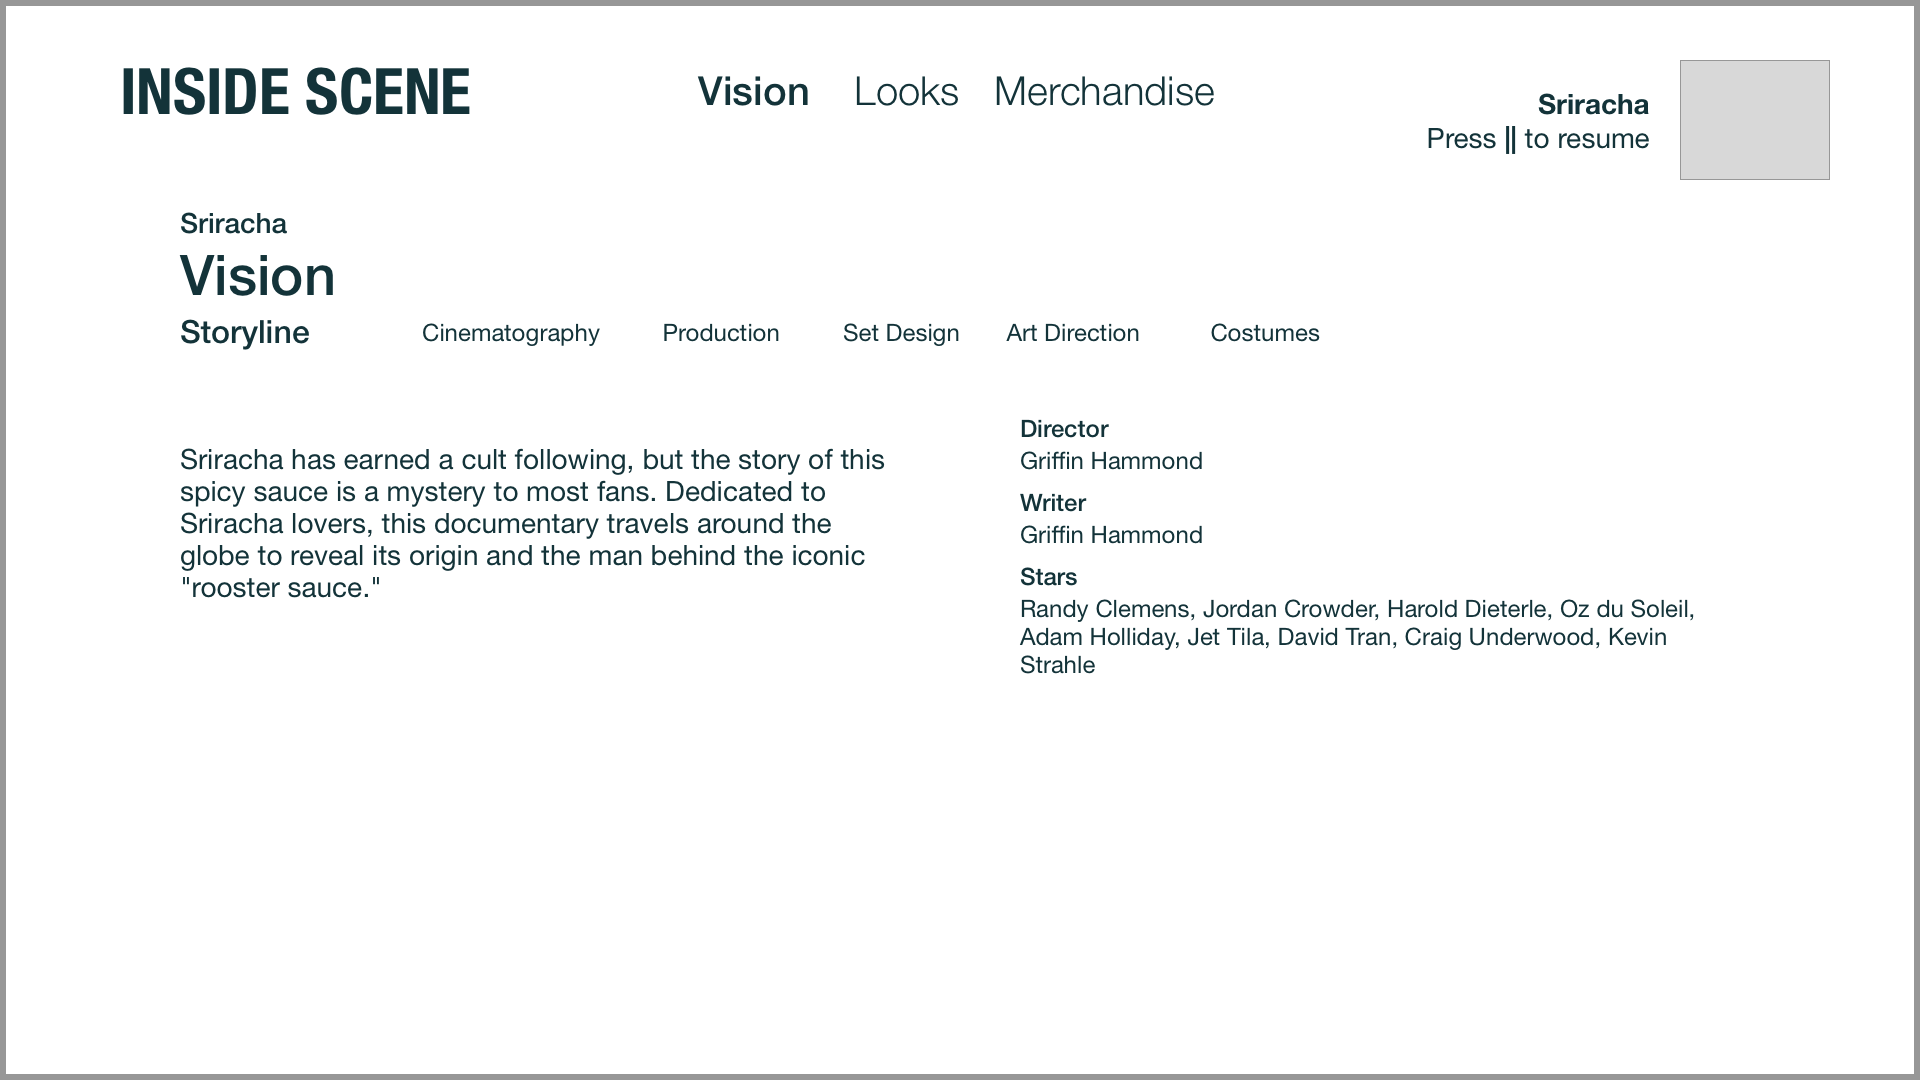 INSIDE SCENE
Vision Looks Merchandise
Sriracha
Press || to resume
Sriracha
Vision
Storyline Cinematography Production Set Design Art Direction Costumes
Sriracha has earned a cult following, but the story of this
spicy sauce is a mystery to most fans. Dedicated to
Sriracha lovers, this documentary travels around the
globe to reveal its origin and the man behind the iconic
"rooster sauce."
Director
Griffin Hammond
Writer
Griffin Hammond
Stars
Randy Clemens, Jordan Crowder, Harold Dieterle, Oz du Soleil,
Adam Holliday, Jet Tila, David Tran, Craig Underwood, Kevin
Strahle